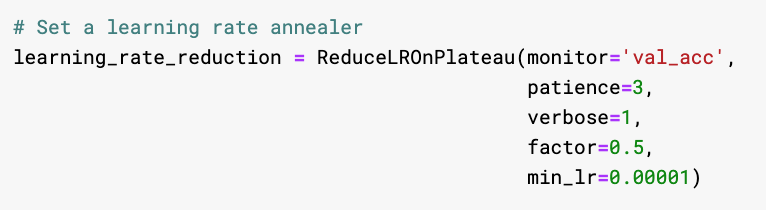 # Set a learning rate annealer
learning_rate_reduction = ReduceLROnPlateau(monitor='val_acc',
patience=3,
verbose=1,
factor=0.5,
min_lr=0.00001)